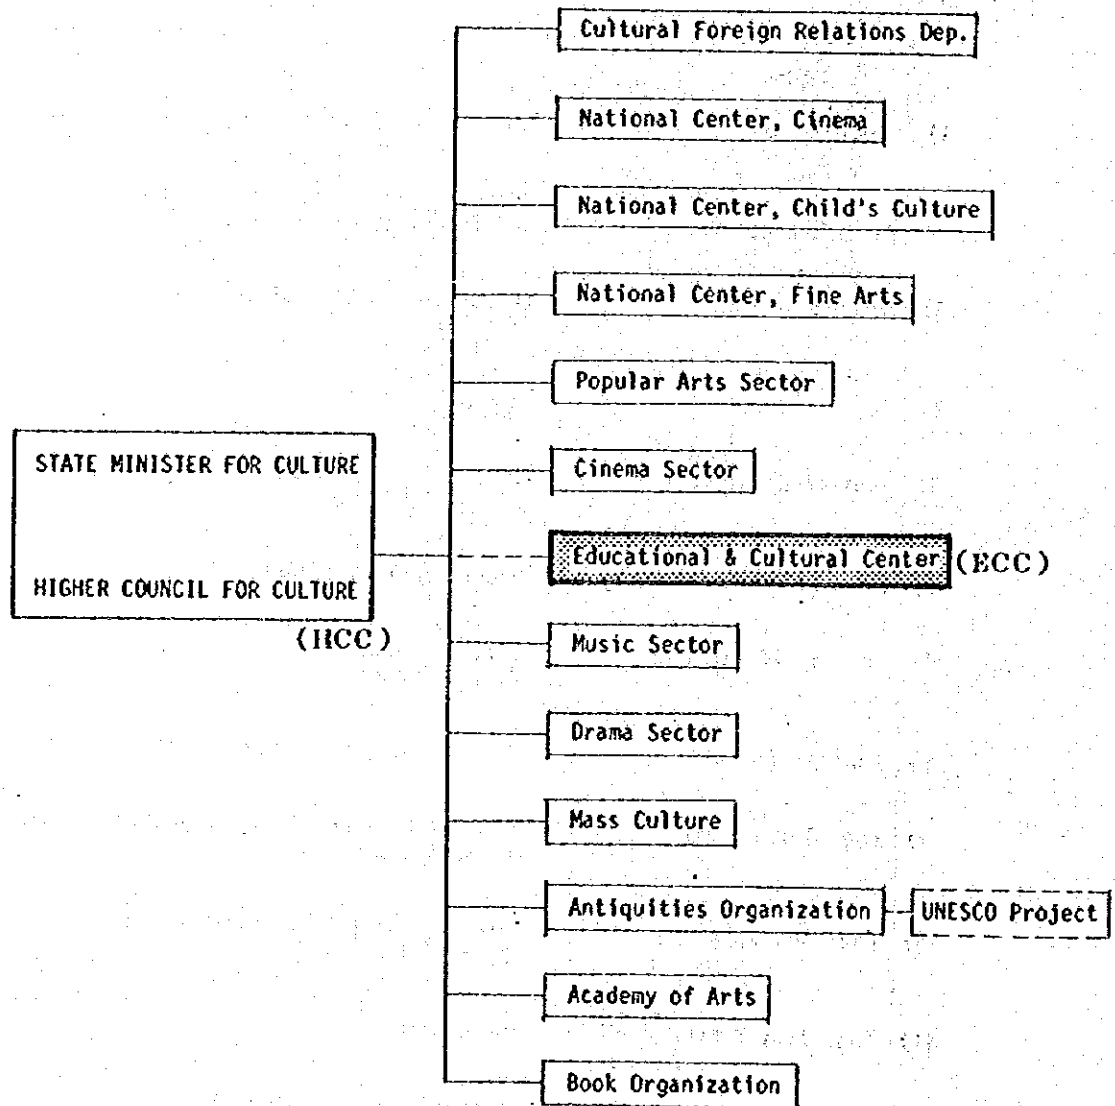 Cultural Foreign Relations Dep.
National Center, Cinema
National Center, Child's Culture
National Center, Fine Arts
Popular Arts Sector
STATE MINISTER FOR CULTURE
HIGHER COUNCIL FOR CULTURE
(HCC)
Cinema Sector
Educational & Cultural Center (ECC)
Music Sector
Drama Sector
Mass Culture
Antiquities Organization
UNESCO Project
Academy of Arts
Book Organization